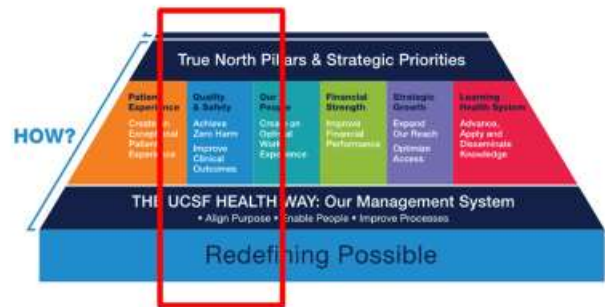 True North Pillars & Strategic Priorities
HOW?
Patient
Experience
Create an
Exceptional
Patient
Experience
Quality
& Safety
Achieve
Zero Harm
Improve
Clinical
Outcomes
Our
People
Create an
Optimal
Work
Experience
Financial
Strength
Improve
Financial
Performance
Strategic
Growth
Expand
Our Reach
Optimize
Access
Learning
Health System
Advance,
Apply and
Disseminate
Knowledge
THE UCSF HEALTH WAY: Our Management System
• Align Purpose • Enable People • Improve Processes
Redefining Possible